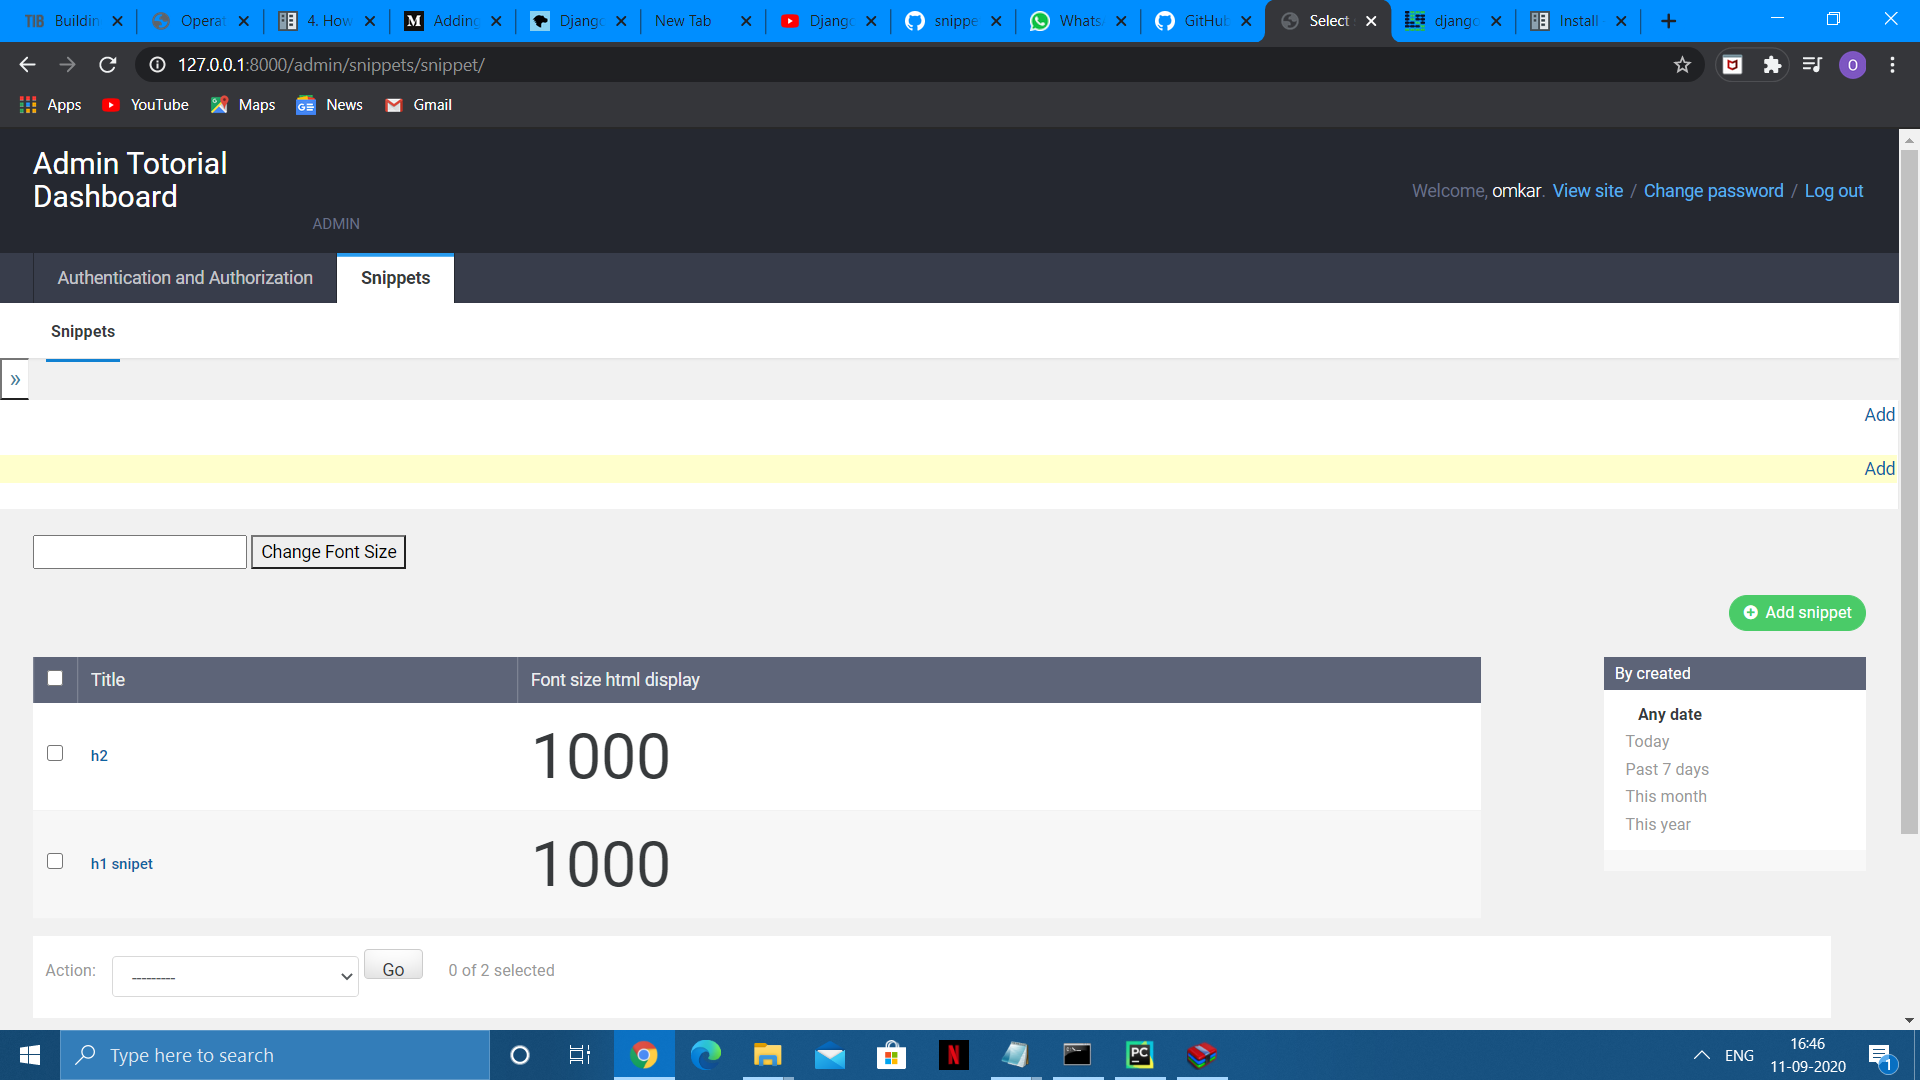 TIB Buildin
Operat
4. How
Adding
Django
New Tab
Django
snippe
Whats
GitHub
Select
django
Install
127.0.0.1:8000/admin/snippets/snippet/
O
Apps
YouTube
Maps
News
Gmail
Admin Totorial
Dashboard
ADMIN
Welcome, omkar. View site / Change password / Log out
Authentication and Authorization
Snippets
Snippets
»
Add
Add
Change Font Size
Add snippet
Title
Font size html display
h2
1000
h1 snipet
1000
By created
Any date
Today
Past 7 days
This month
This year
Action:
---------
Go
0 of 2 selected
Type here to search
ENG
16:46
11-09-2020
1